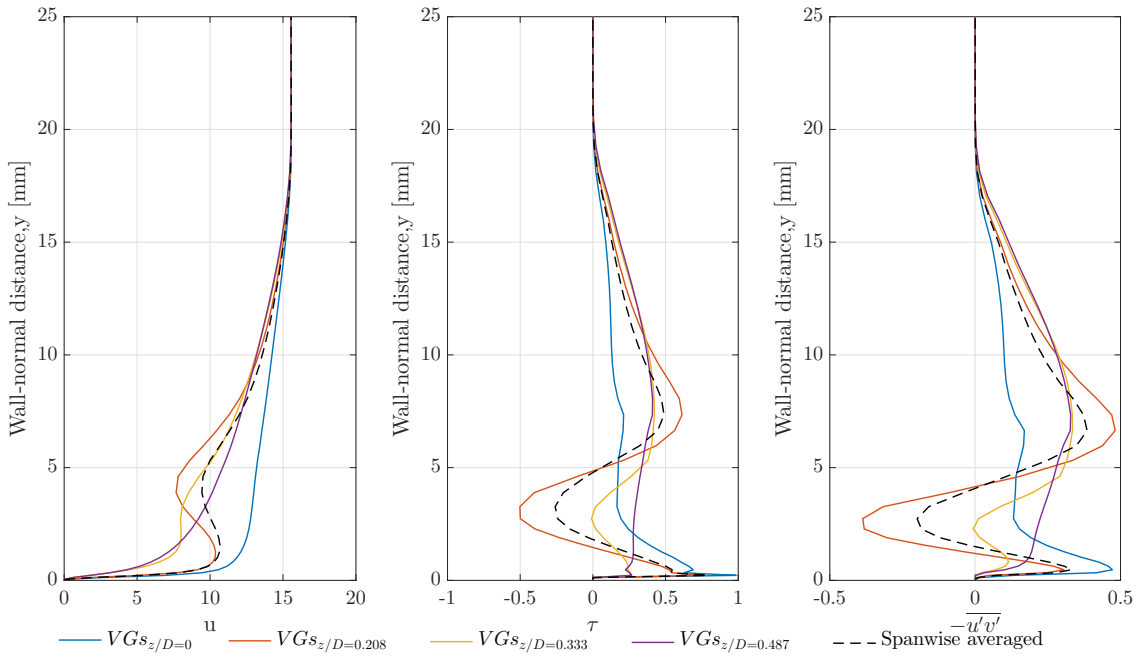 25
20
15
10
5
0
Wall-normal distance,y [mm]
0 5 10 15 20
u
25
20
15
10
5
0
Wall-normal distance,y [mm]
-1 -0.5 0 0.5 1
τ
25
20
15
10
5
0
Wall-normal distance,y [mm]
-0.5 0 0.5
−u′v′
VGs_{z/D=0} VGs_{z/D=0.208} VGs_{z/D=0.333} VGs_{z/D=0.487} Spanwise averaged